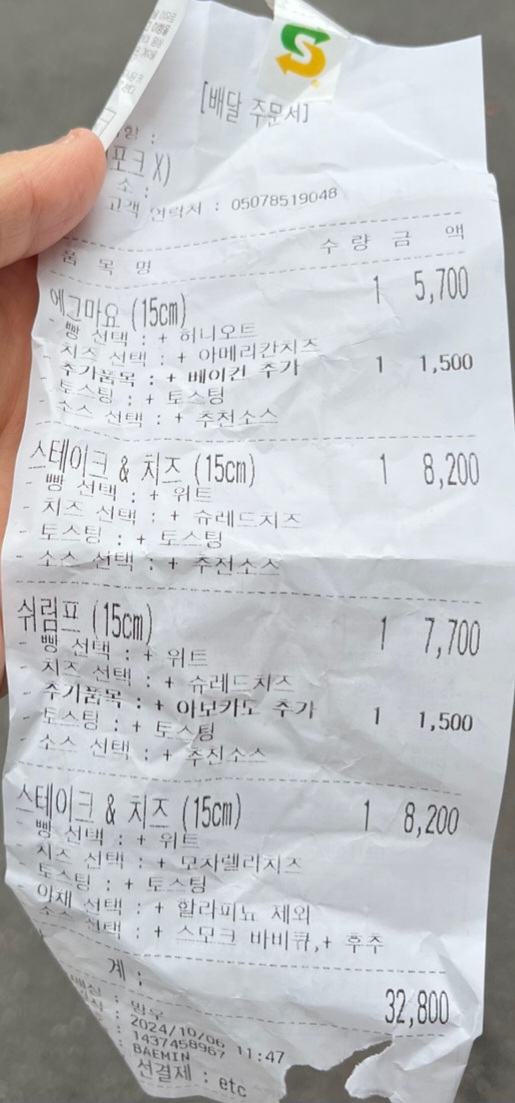 [배달 주문서]
(포크 X)
고객 연락처 : 05078519048
품 목 명 수 량 금 액
에그마요 (15cm) 1 5,700
- 빵 선택 : + 허니오트
- 치즈 선택 : + 아메리칸치즈
- 추가품목 : + 베이컨 추가 1 1,500
- 토스팅 : + 토스팅
- 소스 선택 : + 추천소스
스테이크 & 치즈 (15cm) 1 8,200
- 빵 선택 : + 위트
- 치즈 선택 : + 슈레드치즈
- 토스팅 : + 토스팅
- 소스 선택 : + 추천소스
쉬림프 (15cm) 1 7,700
- 빵 선택 : + 위트
- 치즈 선택 : + 슈레드치즈
- 추가품목 : + 아보카도 추가 1 1,500
- 토스팅 : + 토스팅
- 소스 선택 : + 추천소스
스테이크 & 치즈 (15cm) 1 8,200
- 빵 선택 : + 위트
- 치즈 선택 : + 모차렐라치즈
- 토스팅 : + 토스팅
- 야채 선택 : + 할라피뇨 제외
- 소스 선택 : + 스모크 바비큐,+ 후추
계 : 32,800
2024/10/06 11:47
1437458967
: BAEMIN
선결제 : etc